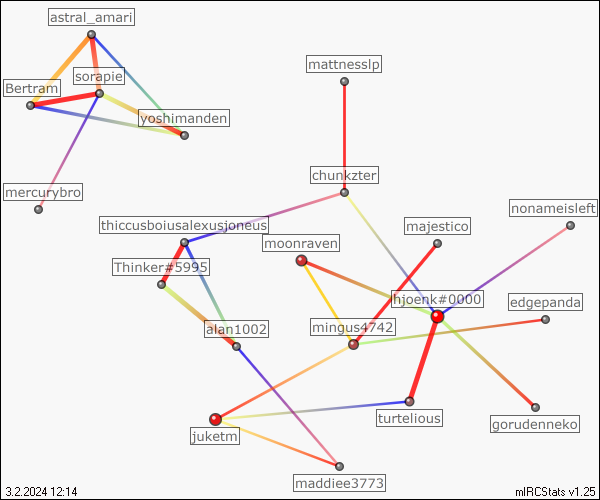 astral_amari
sorapie
Bertram
mattnesslp
yoshimanden
chunkzter
mercurybro
nonameisleft
thiccusboiusalexusjoneus
majestico
moonraven
Thinker#5995
hjoenk#0000
edgepanda
alan1002
mingus4742
turtelious
gorudenneko
juketm
maddiee3773
3.2.2024 12:14
mIRCStats v1.25